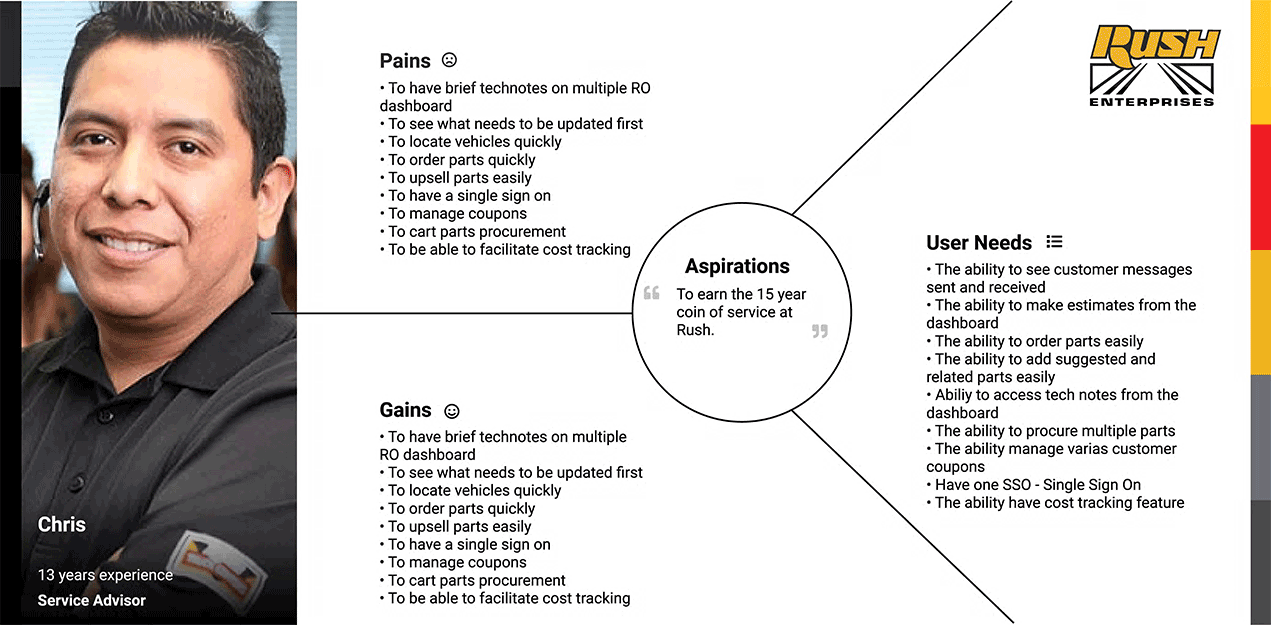 Pains
• To have brief technotes on multiple RO
dashboard
• To see what needs to be updated first
• To locate vehicles quickly
• To order parts quickly
• To upsell parts easily
• To have a single sign on
• To manage coupons
• To cart parts procurement
• To be able to facilitate cost tracking
Gains
• To have brief technotes on multiple
RO dashboard
• To see what needs to be updated first
• To locate vehicles quickly
• To order parts quickly
• To upsell parts easily
• To have a single sign on
• To manage coupons
• To cart parts procurement
• To be able to facilitate cost tracking
Chris
13 years experience
Service Advisor
Aspirations
“ To earn the 15 year
coin of service at
Rush. ”
RUSH
ENTERPRISES
User Needs
• The ability to see customer messages
sent and received
• The ability to make estimates from the
dashboard
• The ability to order parts easily
• The ability to add suggested and
related parts easily
• Abiliy to access tech notes from the
dashboard
• The ability to procure multiple parts
• The ability manage varias customer
coupons
• Have one SSO - Single Sign On
• The ability have cost tracking feature